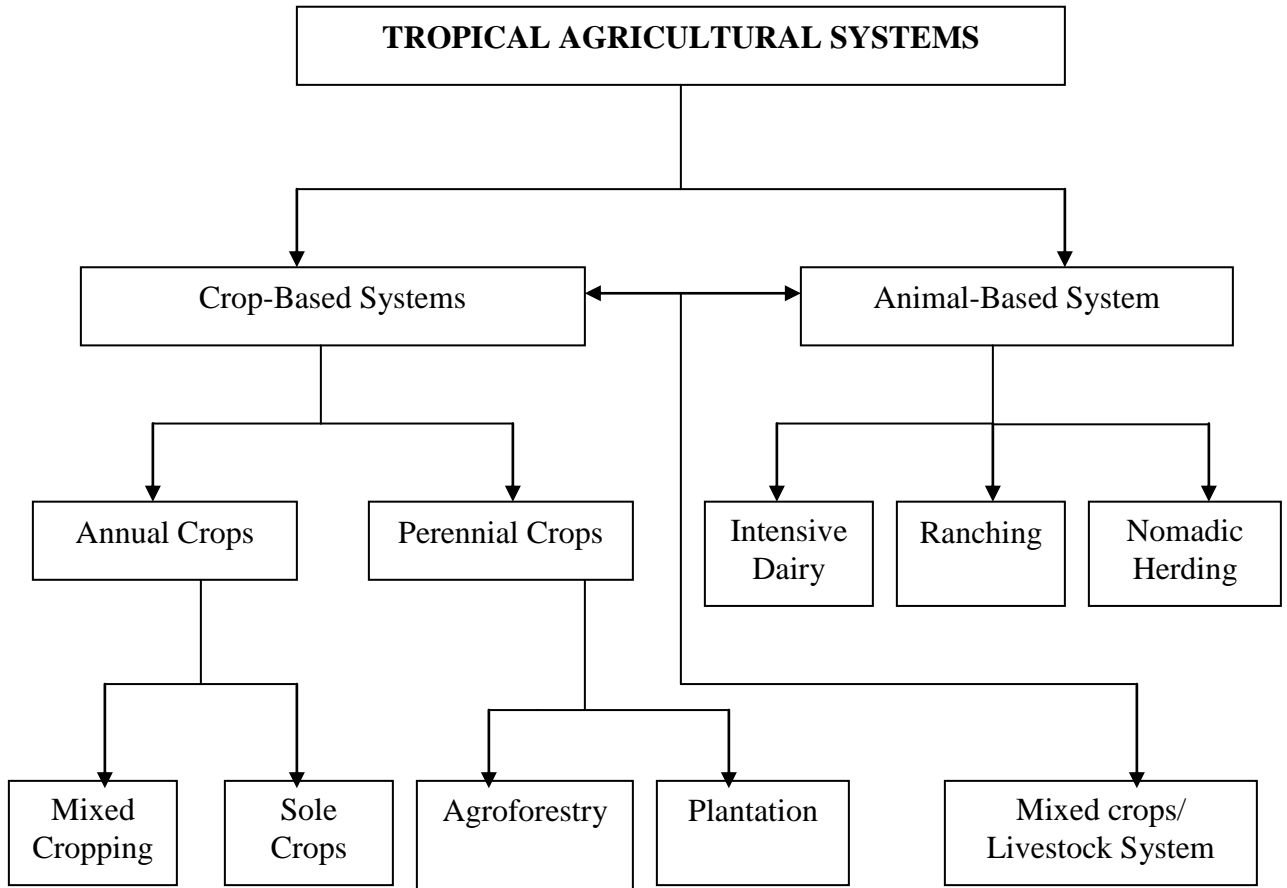 TROPICAL AGRICULTURAL SYSTEMS
Crop-Based Systems
Animal-Based System
Annual Crops
Perennial Crops
Intensive
Dairy
Ranching
Nomadic
Herding
Mixed
Cropping
Sole
Crops
Agroforestry
Plantation
Mixed crops/
Livestock System